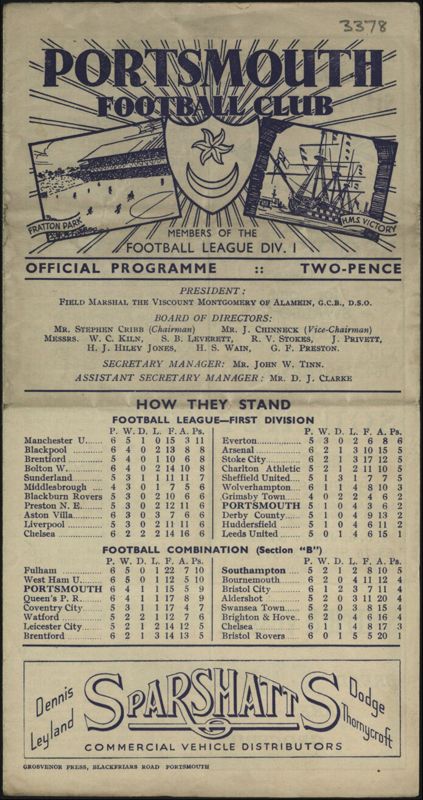 3378
PORTSMOUTH
FOOTBALL CLUB
FRATTON PARK
H.M.S. VICTORY
MEMBERS OF THE
FOOTBALL LEAGUE DIV. I
OFFICIAL PROGRAMME :: TWO-PENCE
PRESIDENT:
FIELD MARSHAL THE VISCOUNT MONTGOMERY OF ALAMEIN, G.C.B., D.S.O.
BOARD OF DIRECTORS:
MR. STEPHEN CRIBB (Chairman) MR. J. CHINNECK (Vice-Chairman)
MESSRS. W. C. KILN, S. B. LEVERETT, R. V. STOKES, J. PRIVETT,
H. J. HILEY JONES, H. S. WAIN, G. F. PRESTON.
SECRETARY MANAGER: MR. JOHN W. TINN.
ASSISTANT SECRETARY MANAGER: MR. D. J. CLARKE
HOW THEY STAND
FOOTBALL LEAGUE—FIRST DIVISION
P. W. D. L. F. A. Ps.
Manchester U...... 6 5 1 0 15 3 11
Blackpool ............ 6 4 0 2 13 8 8
Brentford ............ 5 4 0 1 10 6 8
Bolton W............. 6 4 0 2 14 10 8
Sunderland ......... 5 3 1 1 11 11 7
Middlesbrough ... 4 3 0 1 7 5 6
Blackburn Rovers 5 3 0 2 10 6 6
Preston N. E....... 5 3 0 2 12 11 6
Aston Villa ......... 6 3 0 3 7 6 6
Liverpool ............ 5 3 0 2 11 11 6
Chelsea ............... 6 2 2 2 14 16 6
P. W. D. L. F. A. Ps.
Everton............... 5 3 0 2 6 8 6
Arsenal ............... 6 2 1 3 10 15 5
Stoke City............ 6 2 1 3 17 12 5
Charlton Athletic 5 2 1 2 11 10 5
Sheffield United... 5 1 3 1 7 7 5
Wolverhampton... 6 1 1 4 8 10 3
Grimsby Town ... 4 0 2 2 4 6 2
PORTSMOUTH 5 1 0 4 3 6 2
Derby County...... 5 1 0 4 9 13 2
Huddersfield ...... 5 1 0 4 6 11 2
Leeds United ...... 5 0 1 4 6 15 1
FOOTBALL COMBINATION (Section "B")
P. W. D. L. F. A. Ps.
Fulham ............... 6 5 0 1 22 7 10
West Ham U....... 6 5 0 1 12 5 10
PORTSMOUTH 6 4 1 1 15 5 9
Queen's P. R....... 6 4 1 1 17 8 9
Coventry City ...... 5 3 1 1 17 4 7
Watford ............... 5 2 2 1 12 7 6
Leicester City ...... 5 2 1 2 14 12 5
Brentford ............ 6 2 1 3 14 13 5
P. W. D. L. F. A. Ps.
Southampton ... 5 2 1 2 8 10 5
Bournemouth ...... 6 2 0 4 11 12 4
Bristol City ......... 6 1 2 3 7 11 4
Aldershot ............ 5 2 0 3 11 20 4
Swansea Town...... 5 2 0 3 8 15 4
Brighton & Hove.. 6 2 0 4 6 16 4
Chelsea ............... 6 1 1 4 8 17 3
Bristol Rovers ...... 6 0 1 5 5 20 1
Dennis
Leyland
SPARSHATTS
Dodge
Thornycroft
COMMERCIAL VEHICLE DISTRIBUTORS
GROSVENOR PRESS, BLACKFRIARS ROAD PORTSMOUTH